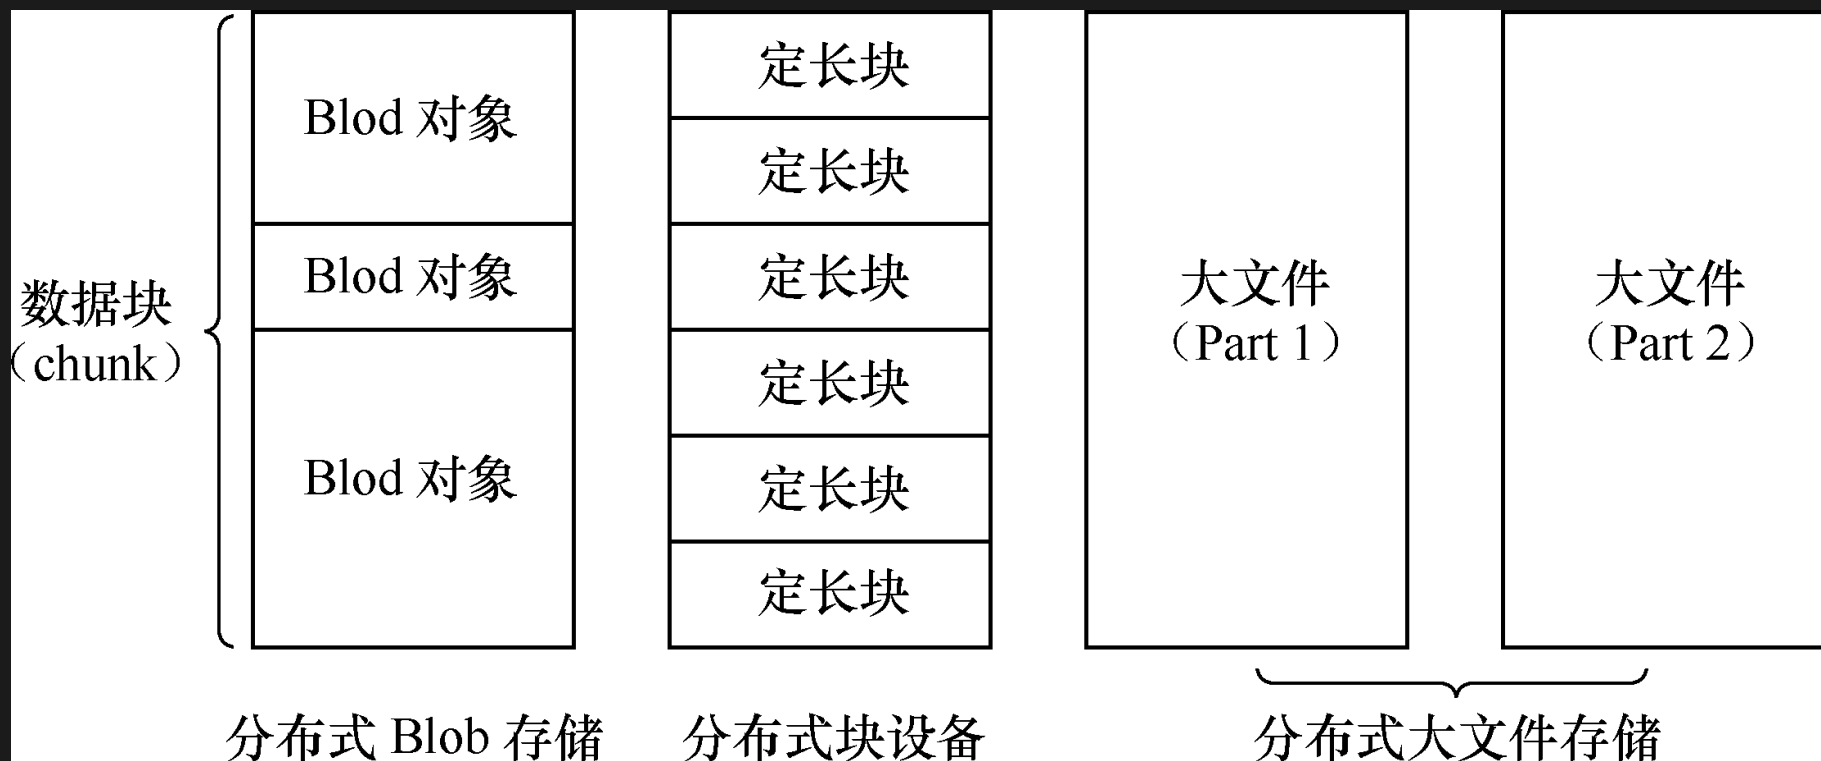 数据块
（chunk）
Blod 对象
Blod 对象
Blod 对象
定长块
定长块
定长块
定长块
定长块
定长块
大文件
（Part 1）
大文件
（Part 2）
分布式 Blob 存储
分布式块设备
分布式大文件存储